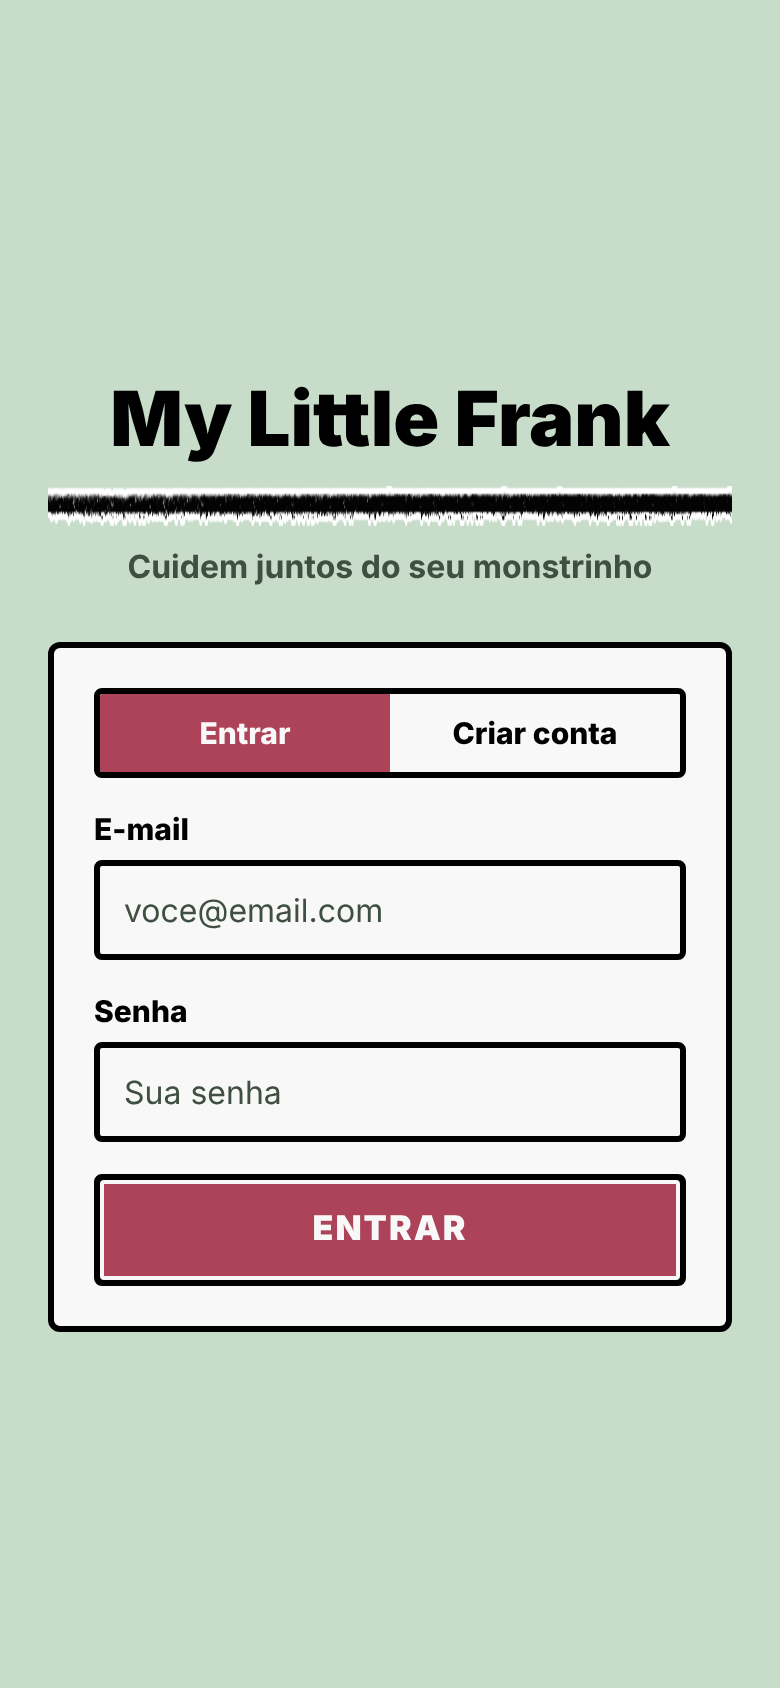 My Little Frank
Cuidem juntos do seu monstrinho
Entrar
Criar conta
E-mail
voce@email.com
Senha
Sua senha
ENTRAR